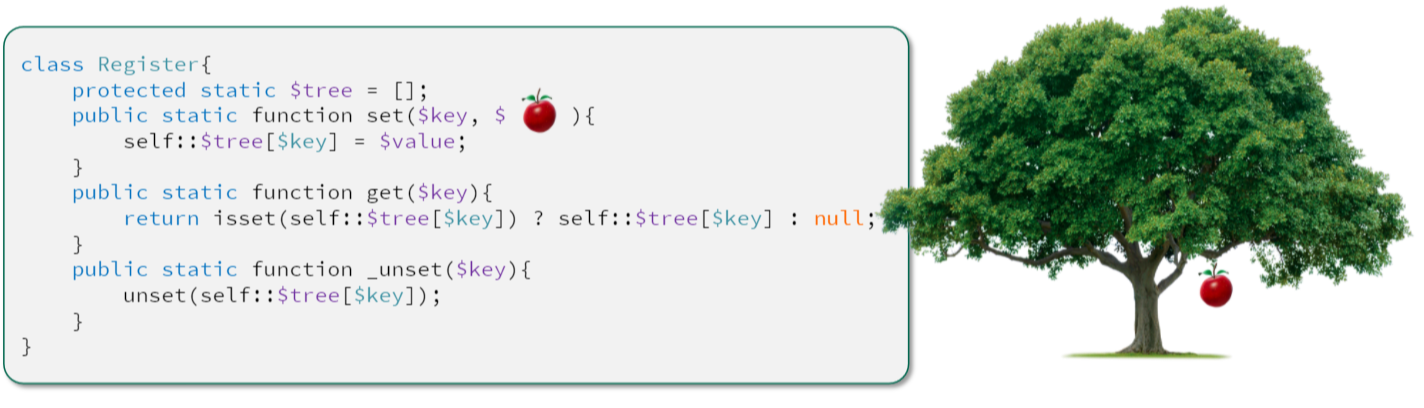 class Register{
    protected static $tree = [];
    public static function set($key, $ ){
        self::$tree[$key] = $value;
    }
    public static function get($key){
        return isset(self::$tree[$key]) ? self::$tree[$key] : null;
    }
    public static function _unset($key){
        unset(self::$tree[$key]);
    }
}